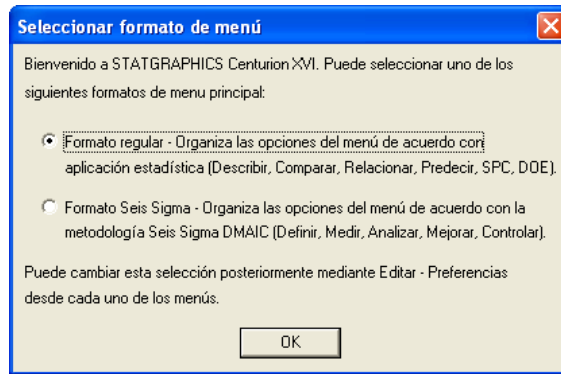 Seleccionar formato de menú
Bienvenido a STATGRAPHICS Centurion XVI. Puede seleccionar uno de los
siguientes formatos de menu principal:
Formato regular - Organiza las opciones del menú de acuerdo con
aplicación estadística (Describir, Comparar, Relacionar, Predecir, SPC, DOE).
Formato Seis Sigma - Organiza las opciones del menú de acuerdo con la
metodología Seis Sigma DMAIC (Definir, Medir, Analizar, Mejorar, Controlar).
Puede cambiar esta selección posteriormente mediante Editar - Preferencias
desde cada uno de los menús.
OK